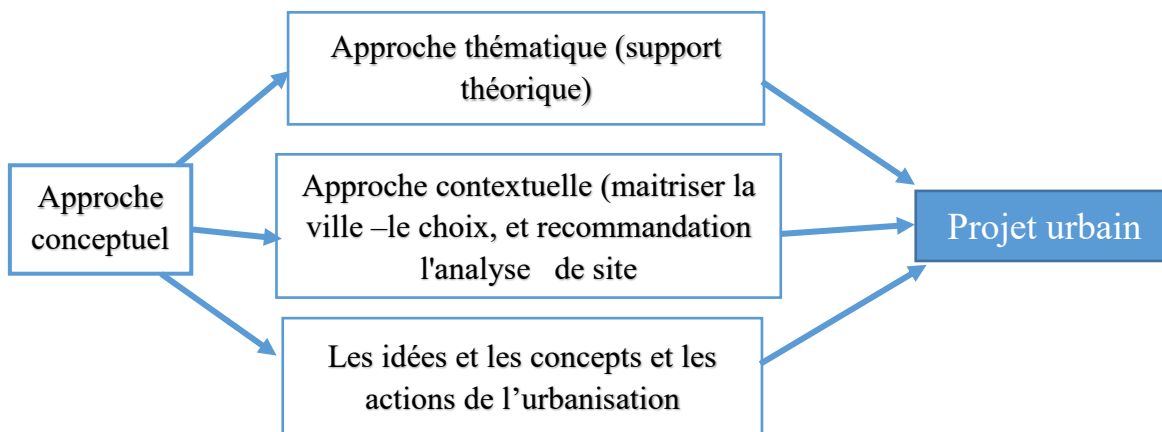 Approche thématique (support
théorique)
Approche
conceptuel
Approche contextuelle (maitriser la
ville –le choix, et recommandation
l'analyse de site
Projet urbain
Les idées et les concepts et les
actions de l’urbanisation